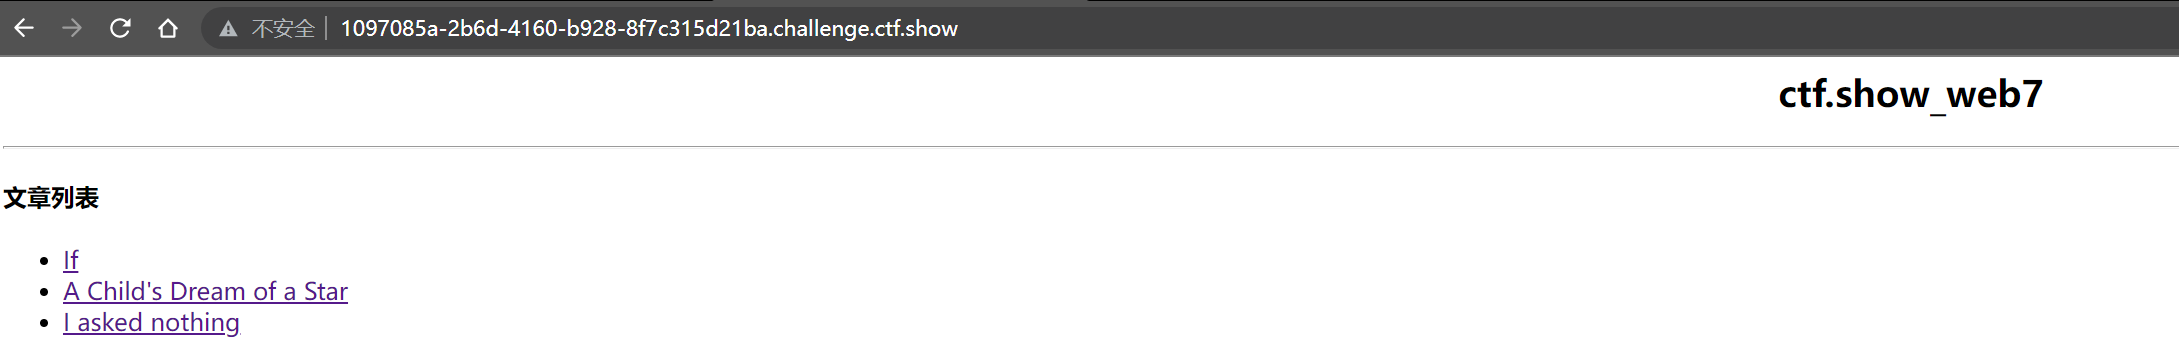 不安全 1097085a-2b6d-4160-b928-8f7c315d21ba.challenge.ctf.show
ctf.show_web7
文章列表
If
A Child's Dream of a Star
I asked nothing